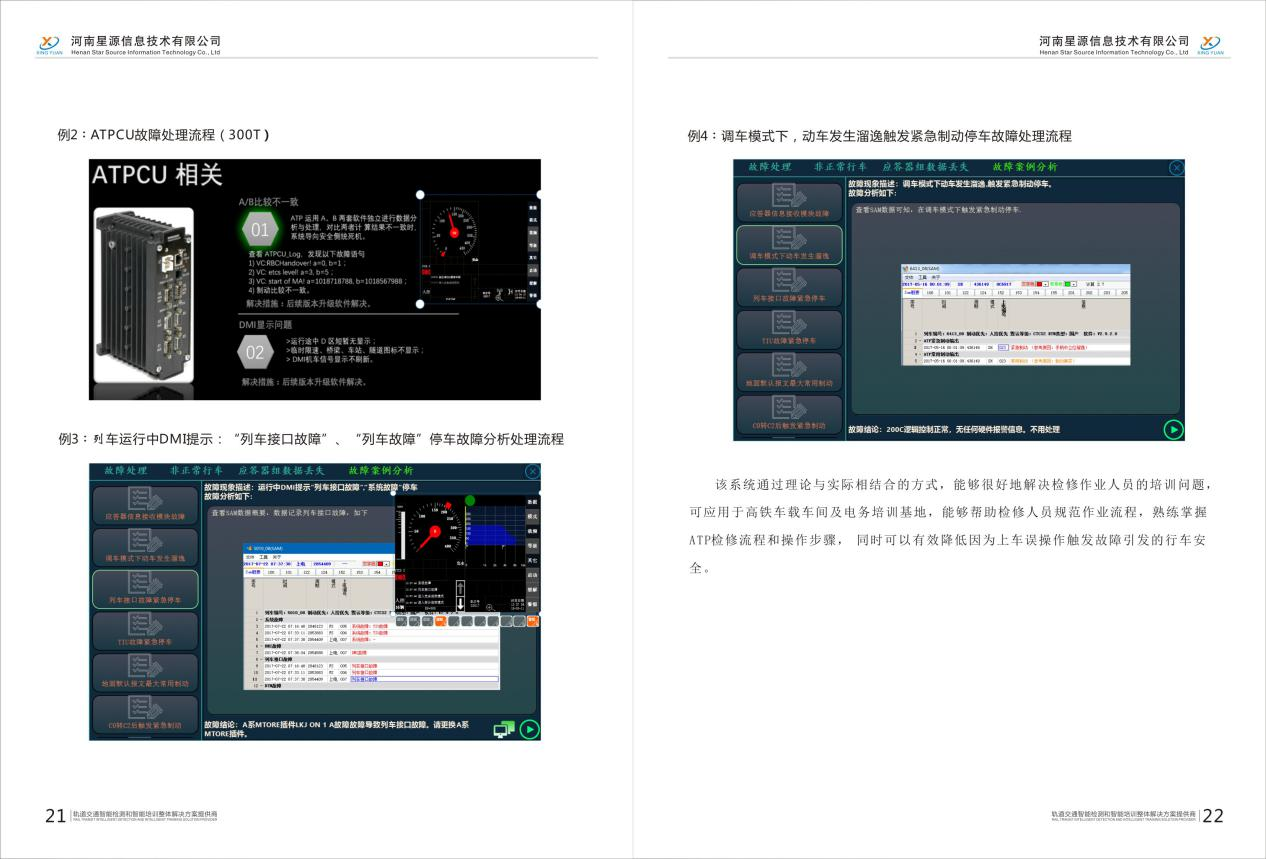 河南星源信息技术有限公司
Henan Star Source Information Technology Co., Ltd
XING YUAN
例2：ATPCU故障处理流程（300T）
ATPCU 相关
A/B比较不一致
01
ATP 运用 A、B 两套软件独立进行数据分
析与处理，对比两者计 算结果不一致时，
系统导向安全侧统死机。
查看 ATPCU_Log，发现以下故障语句
1) VC:RBCHandover! a=0, b=1；
2) VC: etcs level! a=3, b=5；
3) VC: start of MA! a=1018718788, b=1018567988；
4) 制动比较不一致。
解决措施：后续版本升级软件解决。
DMI显示问题
02
>运行途中 D 区短暂无显示；
>临时限速、桥梁、车站、隧道图标不显示；
> DMI机车信号显示不刷新。
解决措施：后续版本升级软件解决。
例3：列车运行中DMI提示：“列车接口故障”、“列车故障”停车故障分析处理流程
故障处理 非正常行车 应答器组数据丢失 故障案例分析
应答器信息接收模块故障
调车模式下动车发生溜逸
列车接口故障紧急停车
TIU故障紧急停车
地面默认报文最大常用制动
C0转C2后触发紧急制动
故障现象描述：运行中DMI提示“列车接口故障”,“系统故障”停车
故障分析如下：
查看SAM数据概要，数据记录列车接口故障，如下
故障结论：A系MTORE插件LKJ ON 1 A故障故障导致列车接口故障。请更换A系
MTORE插件。
21
轨道交通智能检测和智能培训整体解决方案提供商
RAIL TRANSIT INTELLIGENT DETECTION AND INTELLIGENT TRAINING SOLUTION PROVIDER
河南星源信息技术有限公司
Henan Star Source Information Technology Co., Ltd
XING YUAN
例4：调车模式下，动车发生溜逸触发紧急制动停车故障处理流程
故障处理 非正常行车 应答器组数据丢失 故障案例分析
应答器信息接收模块故障
调车模式下动车发生溜逸
列车接口故障紧急停车
TIU故障紧急停车
地面默认报文最大常用制动
C0转C2后触发紧急制动
故障现象描述：调车模式下动车发生溜逸,触发紧急制动停车。
故障分析如下：
查看SAM数据可知，在调车模式下触发紧急制动停车.
故障结论：200C逻辑控制正常，无任何硬件报警信息。不用处理
该系统通过理论与实际相结合的方式，能够很好地解决检修作业人员的培训问题，
可应用于高铁车载车间及电务培训基地，能够帮助检修人员规范作业流程，熟练掌握
ATP检修流程和操作步骤， 同时可以有效降低因为上车误操作触发故障引发的行车安
全。
轨道交通智能检测和智能培训整体解决方案提供商
RAIL TRANSIT INTELLIGENT DETECTION AND INTELLIGENT TRAINING SOLUTION PROVIDER
22